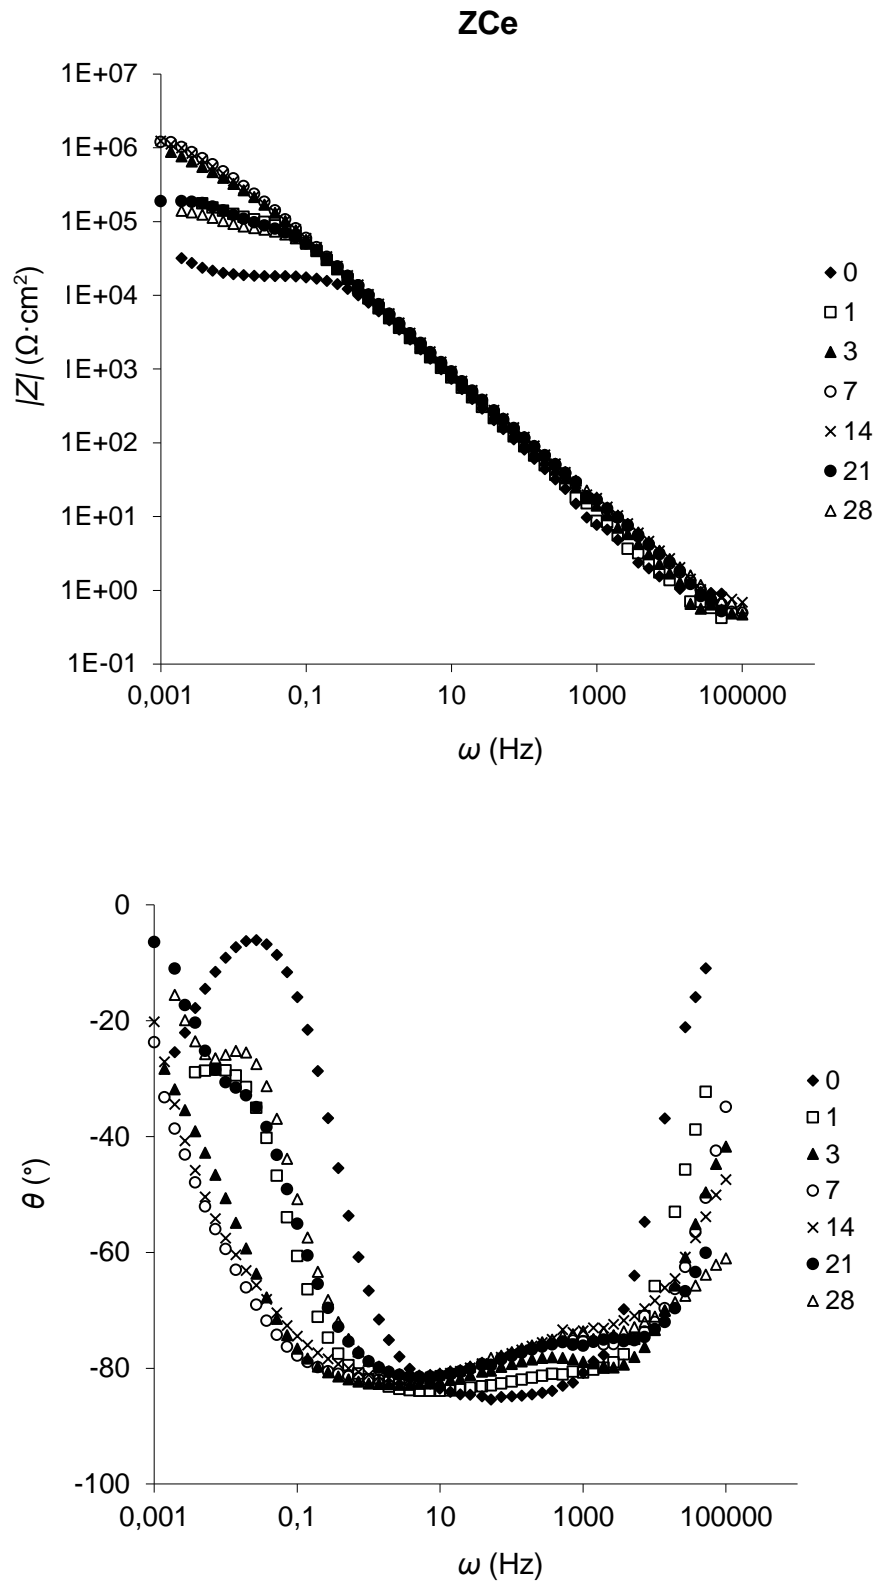 ZCe
1E+07
1E+06
1E+05
1E+04
1E+03
1E+02
1E+01
1E+00
1E-01
|Z| (Ω·cm²)
0,001 0,1 10 1000 100000
ω (Hz)
0
1
3
7
14
21
28
0
-20
-40
-60
-80
-100
θ (°)
0,001 0,1 10 1000 100000
ω (Hz)
0
1
3
7
14
21
28